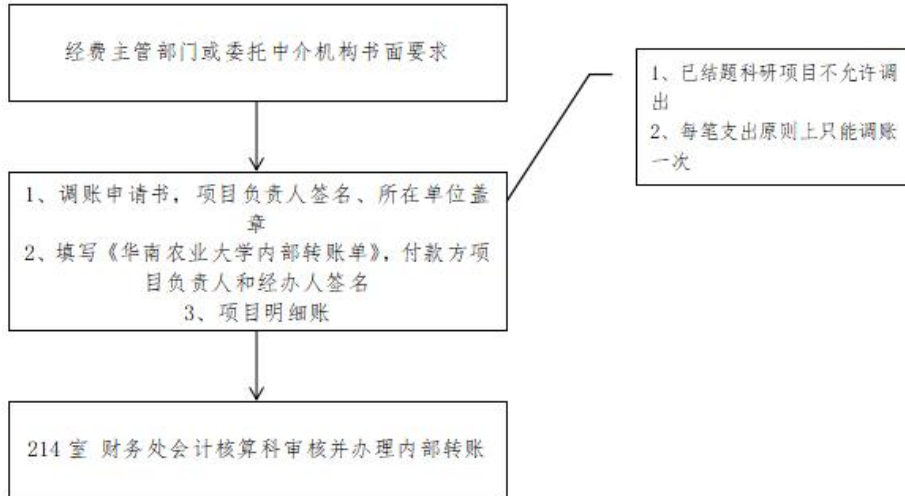 经费主管部门或委托中介机构书面要求
1、已结题科研项目不允许调
出
2、每笔支出原则上只能调账
一次
1、调账申请书，项目负责人签名、所在单位盖
章
2、填写《华南农业大学内部转账单》，付款方项
目负责人和经办人签名
3、项目明细账
214 室 财务处会计核算科审核并办理内部转账